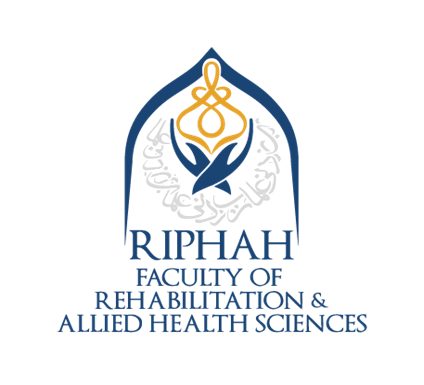 RIPHAH
FACULTY OF
REHABILITATION &
ALLIED HEALTH SCIENCES